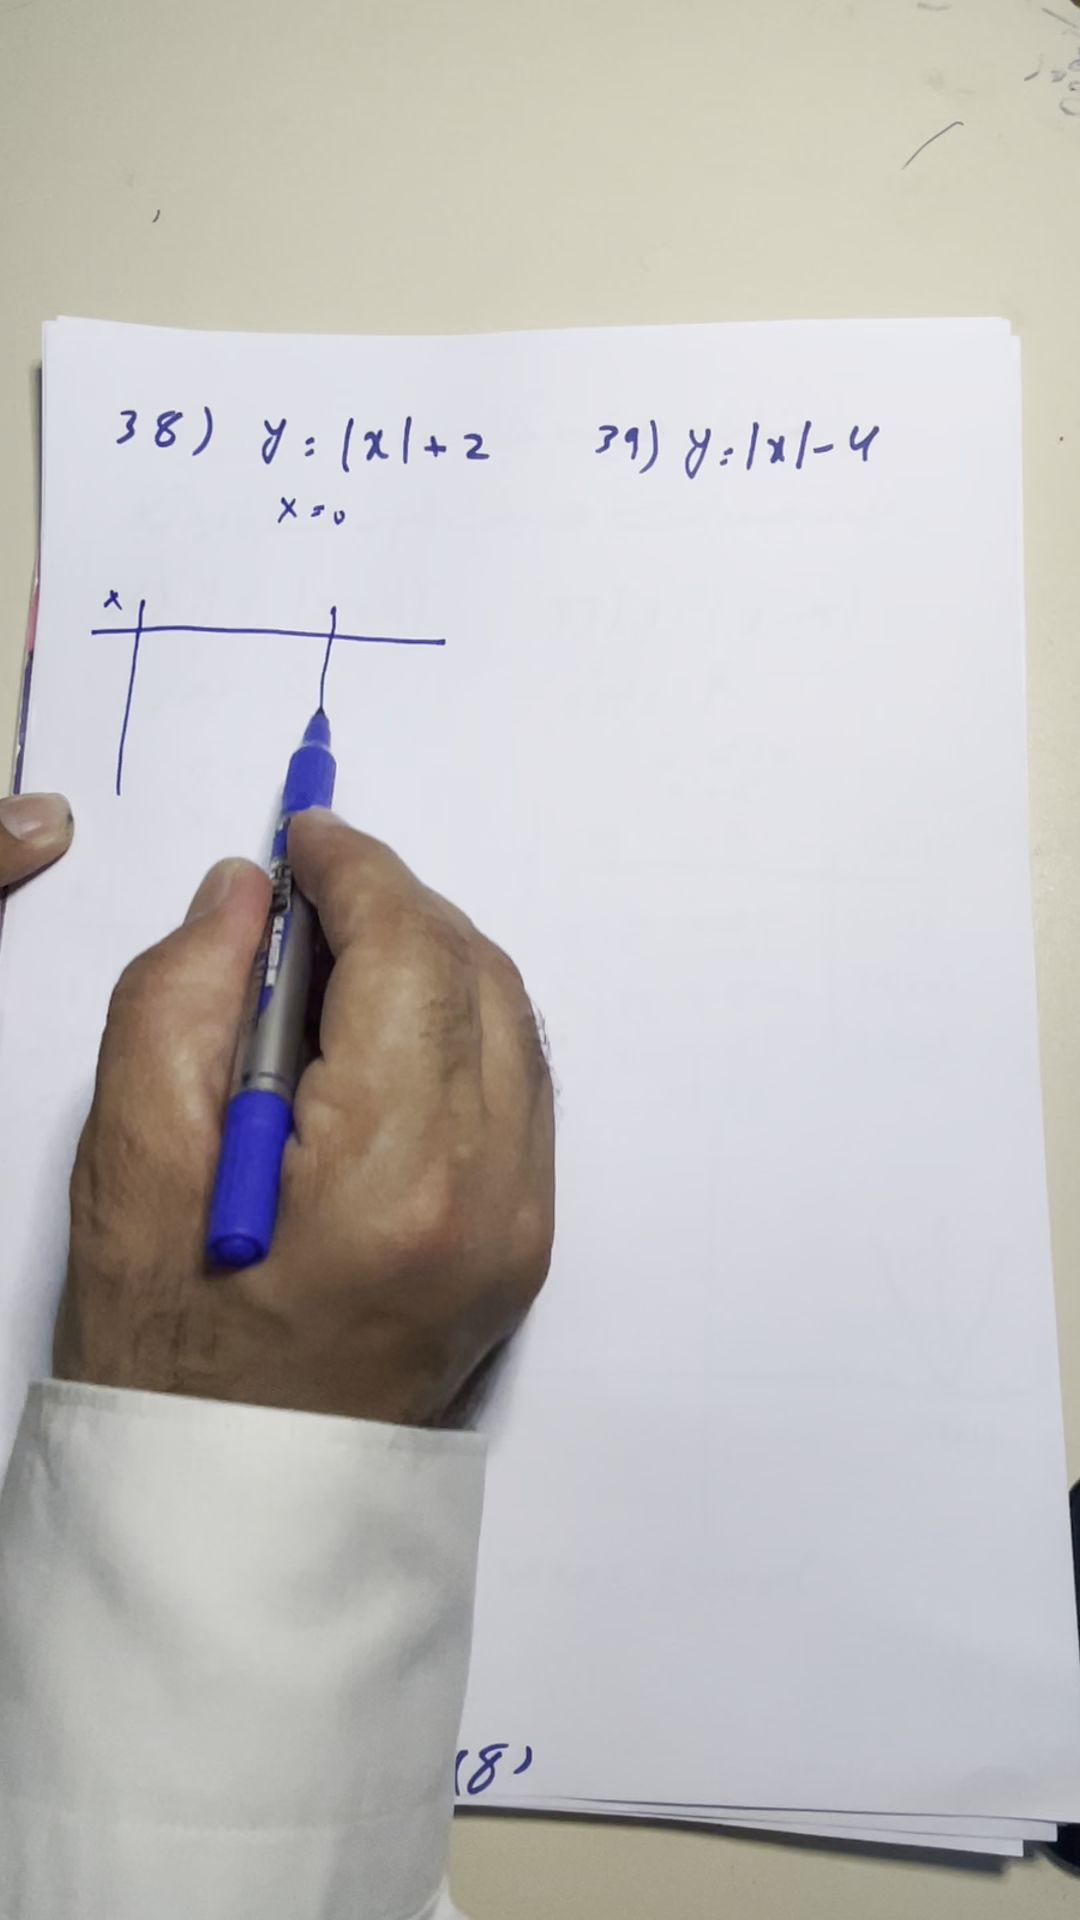 38) y = |x| + 2
39) y = |x| - 4
x = 0
x
(8)